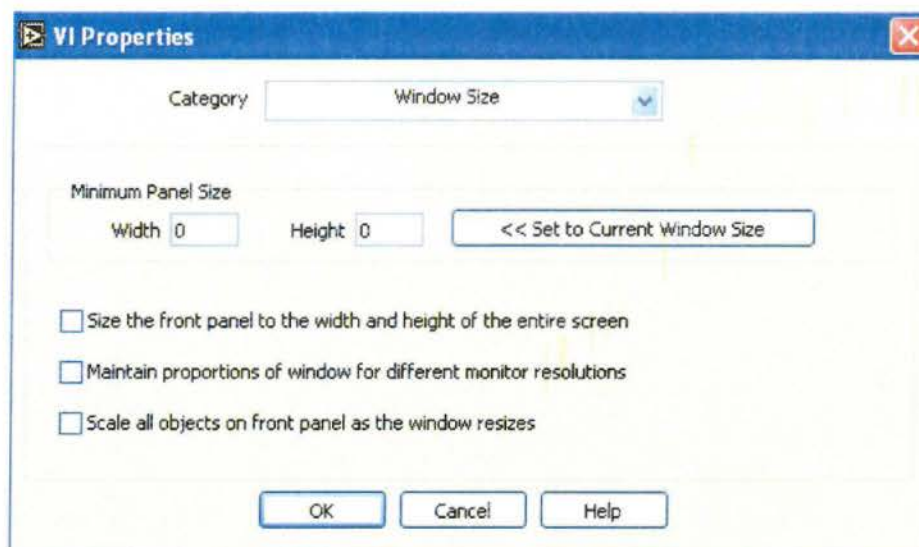 VI Properties
Category Window Size
Minimum Panel Size
Width 0 Height 0 << Set to Current Window Size
Size the front panel to the width and height of the entire screen
Maintain proportions of window for different monitor resolutions
Scale all objects on front panel as the window resizes
OK Cancel Help